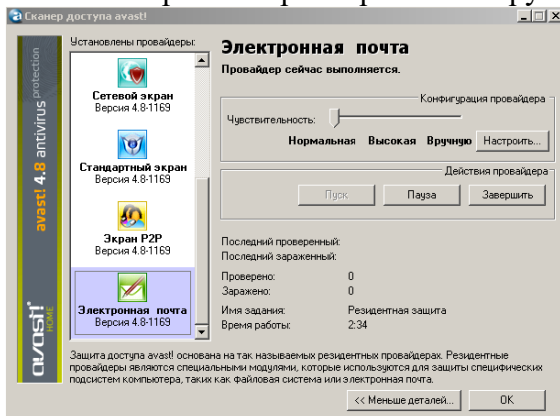 Сканер доступа avast!
avast! 4.8 antivirus protection
avast! HOME
Установлены провайдеры:
Сетевой экран
Версия 4.8-1169
Стандартный экран
Версия 4.8-1169
Экран P2P
Версия 4.8-1169
Электронная почта
Версия 4.8-1169
Электронная почта
Провайдер сейчас выполняется.
Конфигурация провайдера
Чувствительность:
Нормальная Высокая Вручную Настроить...
Действия провайдера
Пуск Пауза Завершить
Последний проверенный:
Последний зараженный:
Проверено: 0
Заражено: 0
Имя задания: Резидентная защита
Время работы: 2:34
Защита доступа avast! основана на так называемых резидентных провайдерах. Резидентные
провайдеры являются специальными модулями, которые используются для защиты специфических
подсистем компьютера, таких как файловая система или электронная почта.
<< Меньше деталей... OK